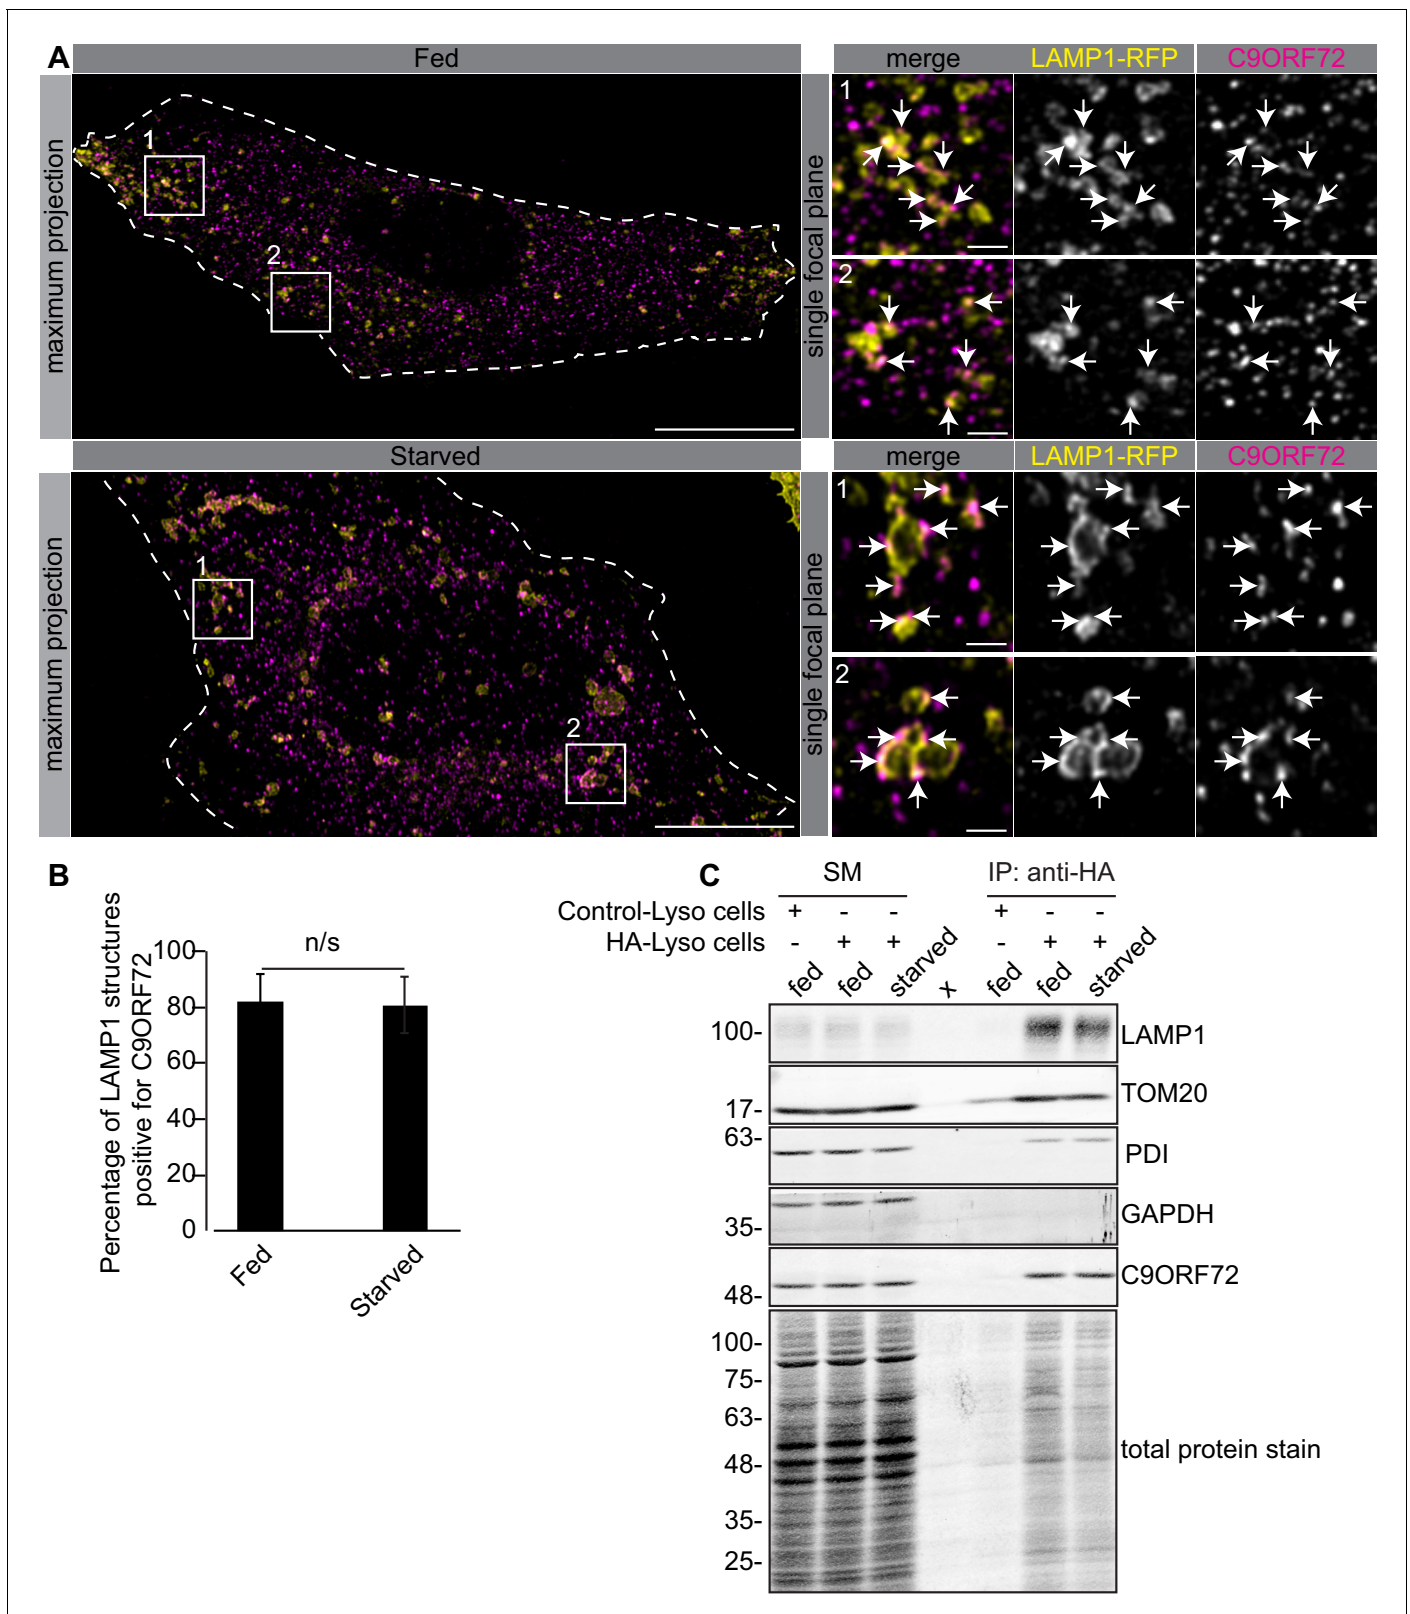 A
Fed
merge
LAMP1-RFP
C9ORF72
maximum projection
1
2
single focal plane
1
2
Starved
merge
LAMP1-RFP
C9ORF72
maximum projection
1
2
single focal plane
1
2
B
Percentage of LAMP1 structures
positive for C9ORF72
100
80
60
40
20
0
n/s
Fed
Starved
C
SM
IP: anti-HA
Control-Lyso cells + - - + - -
HA-Lyso cells - + + - + +
fed fed starved x fed fed starved
100- LAMP1
17- TOM20
63- PDI
35- GAPDH
48- C9ORF72
100-
75-
63-
48- total protein stain
35-
25-